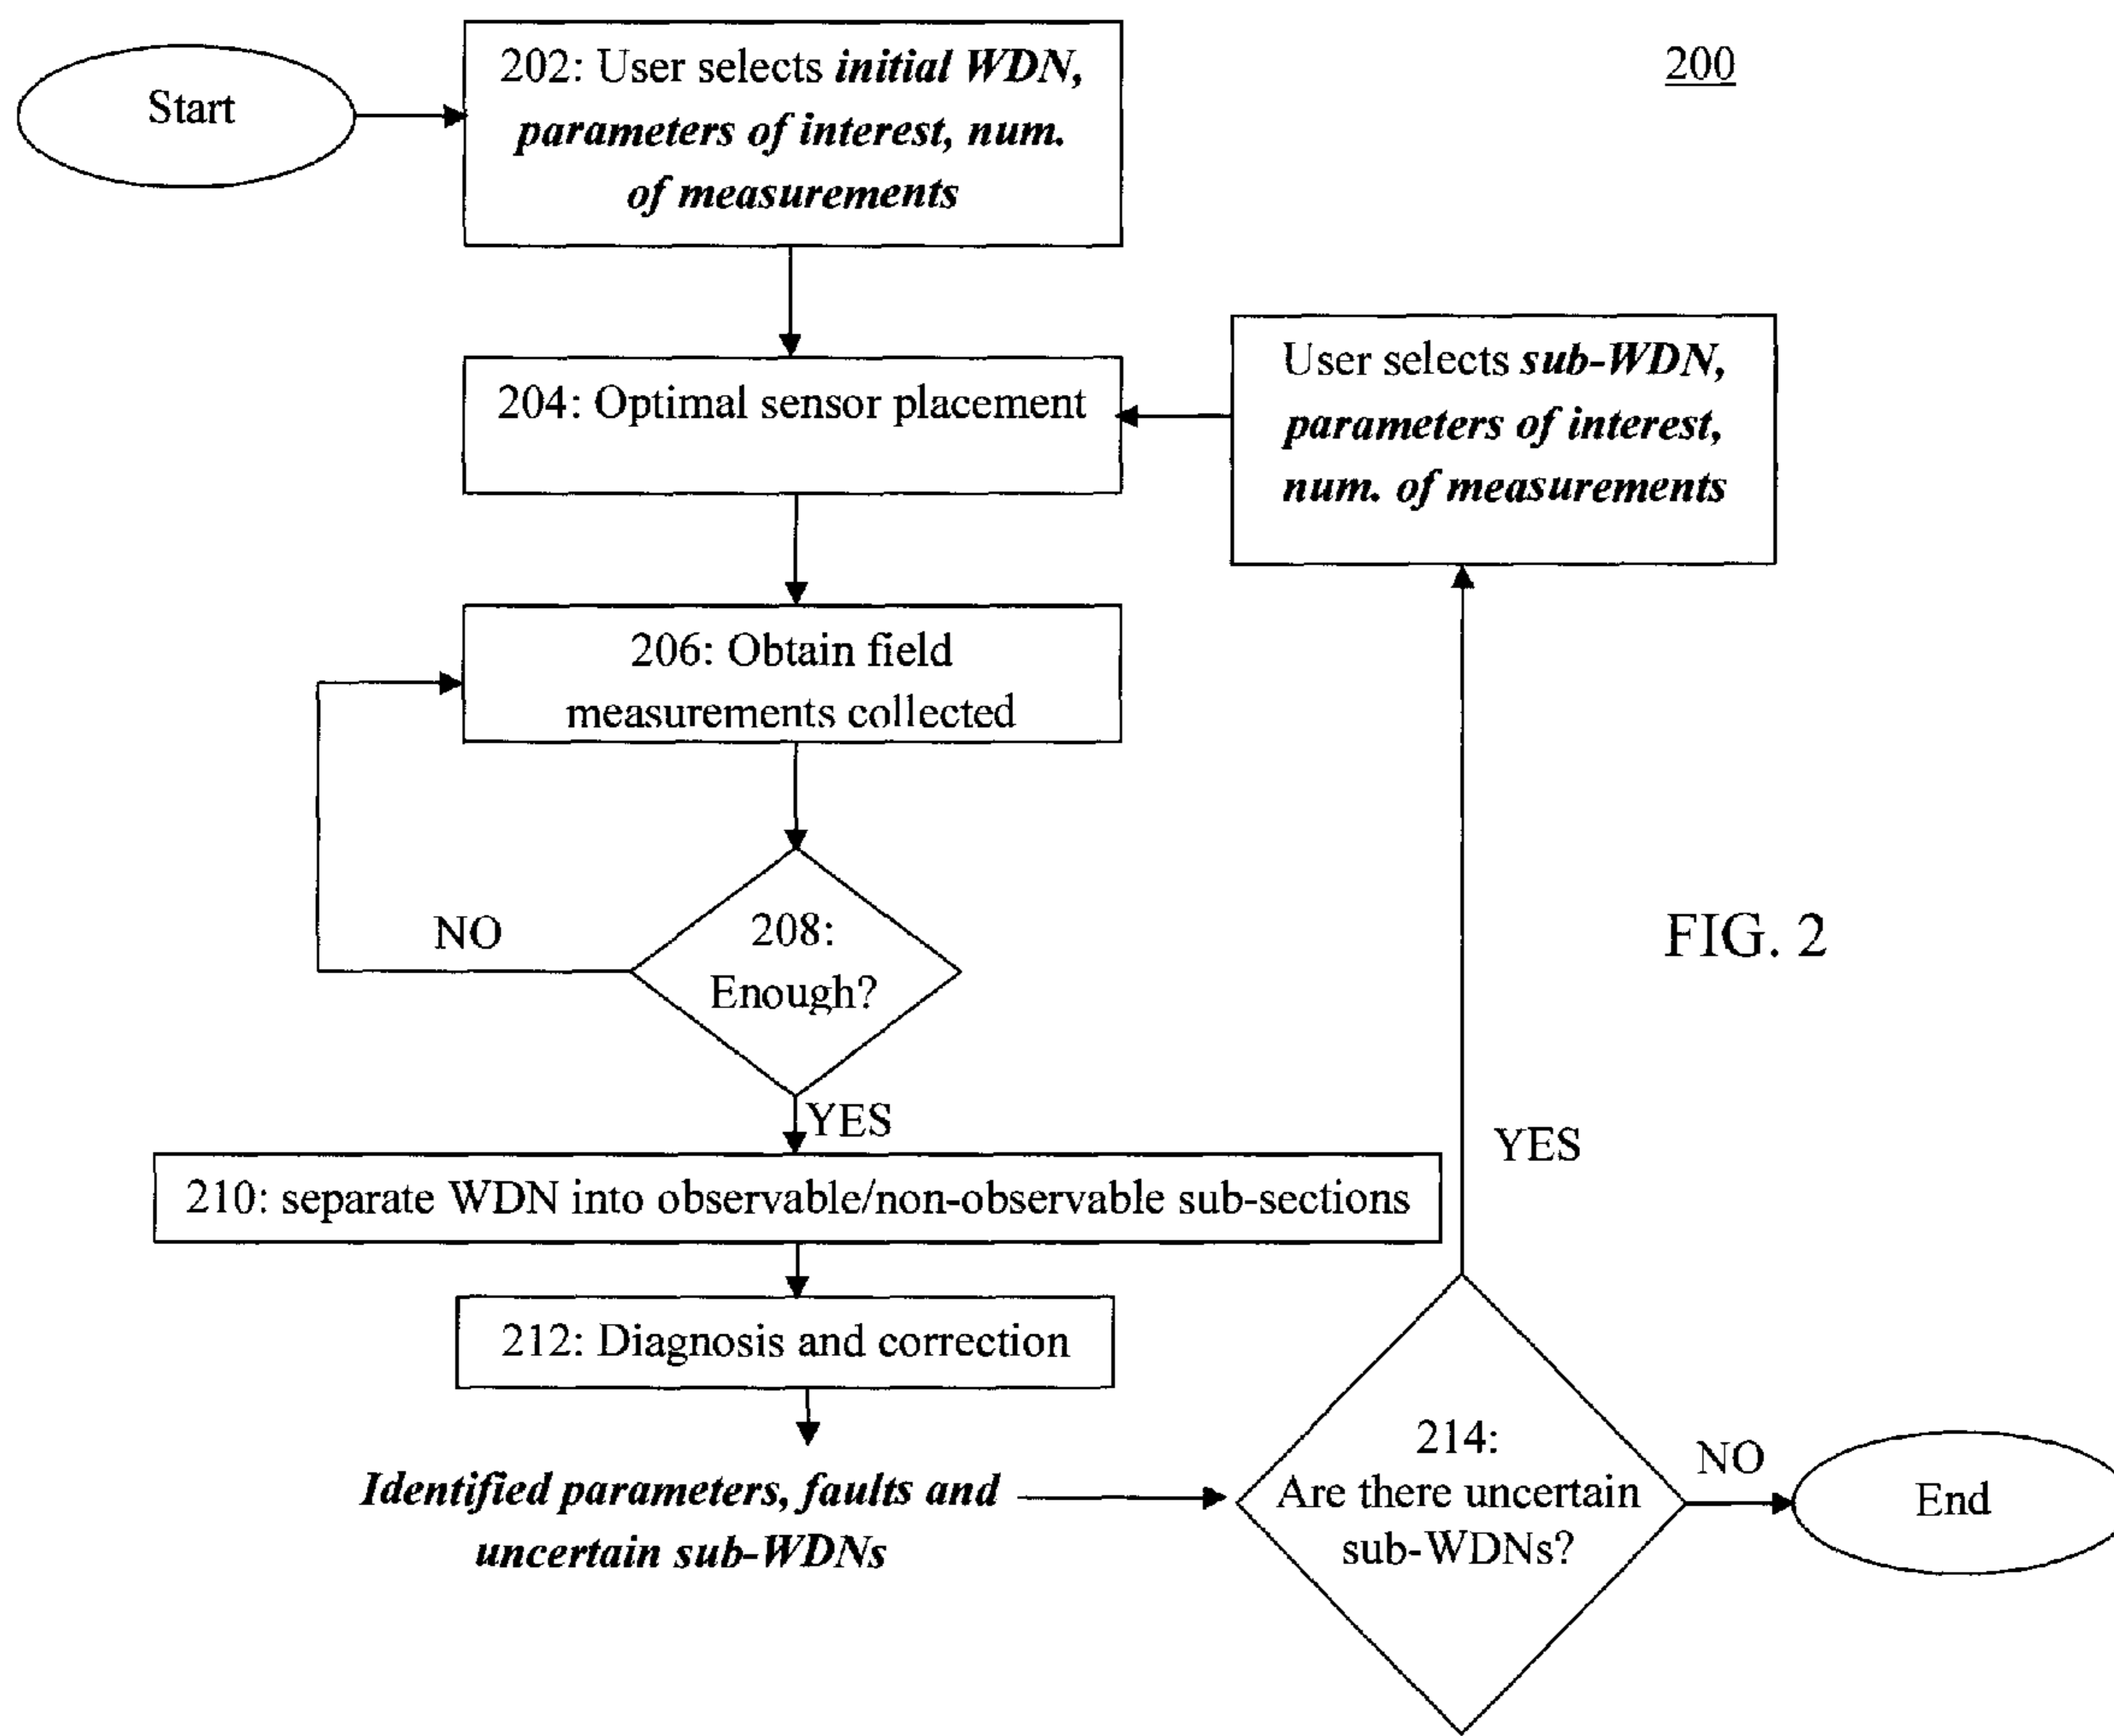 200
Start
202: User selects initial WDN,
parameters of interest, num.
of measurements
204: Optimal sensor placement
User selects sub-WDN,
parameters of interest,
num. of measurements
206: Obtain field
measurements collected
208:
Enough?
NO
YES
FIG. 2
210: separate WDN into observable/non-observable sub-sections
212: Diagnosis and correction
Identified parameters, faults and
uncertain sub-WDNs
214:
Are there uncertain
sub-WDNs?
YES
NO
End